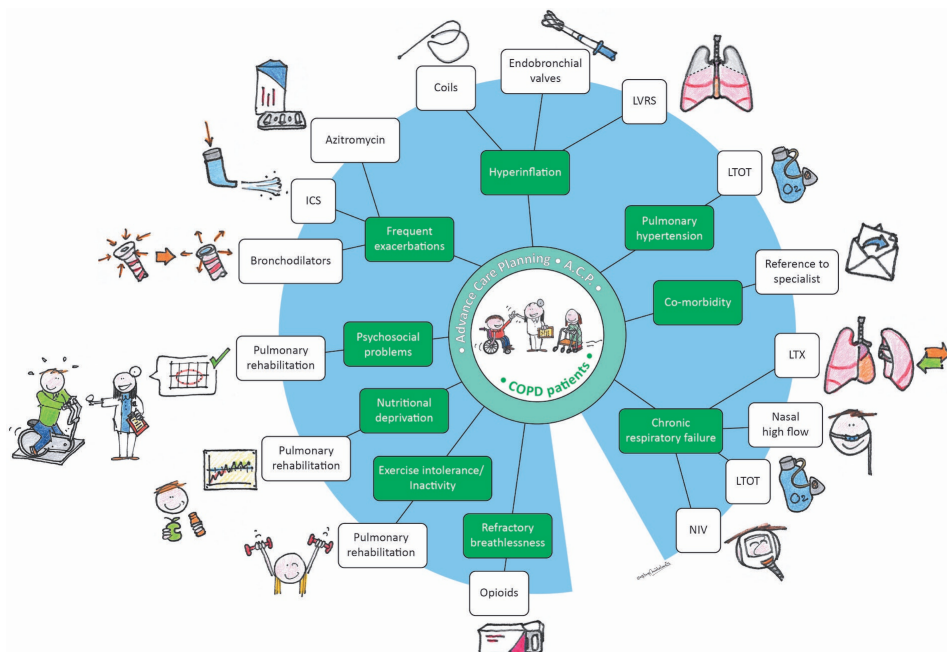 Coils
Endobronchial
valves
LVRS
Azitromycin
Hyperinflation
LTOT
ICS
Frequent
exacerbations
Pulmonary
hypertension
Bronchodilators
Reference to
specialist
Co-morbidity
• Advance Care Planning • A.C.P. •
• COPD patients •
Psychosocial
problems
Pulmonary
rehabilitation
LTX
Nutritional
deprivation
Chronic
respiratory failure
Nasal
high flow
Pulmonary
rehabilitation
Exercise intolerance/
Inactivity
LTOT
Refractory
breathlessness
NIV
Pulmonary
rehabilitation
Opioids
O2
O2